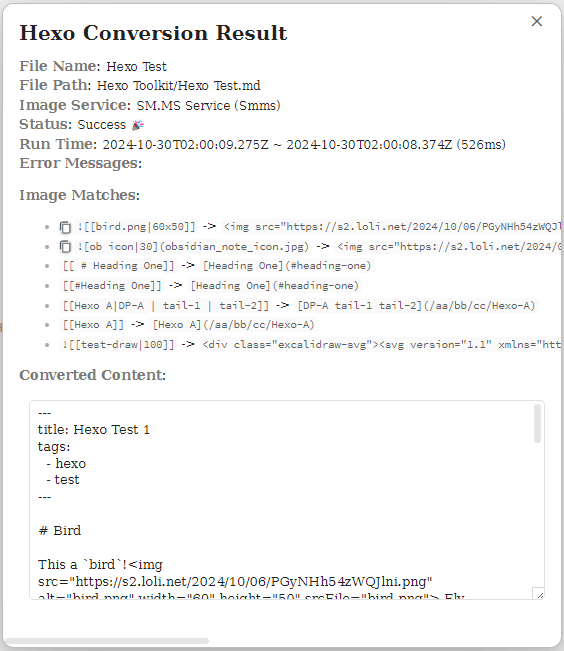 Hexo Conversion Result
File Name: Hexo Test
File Path: Hexo Toolkit/Hexo Test.md
Image Service: SM.MS Service (Smms)
Status: Success 🎉
Run Time: 2024-10-30T02:00:09.275Z ~ 2024-10-30T02:00:08.374Z (526ms)
Error Messages:
Image Matches:
![[bird.png|60x50]] -> <img src="https://s2.loli.net/2024/10/06/PGyNHh54zWQJl
![ob icon|30](obsidian_note_icon.jpg) -> <img src="https://s2.loli.net/2024/0
[[ # Heading One]] -> [Heading One](#heading-one)
[[#Heading One]] -> [Heading One](#heading-one)
[[Hexo A|DP-A | tail-1 | tail-2]] -> [DP-A tail-1 tail-2](/aa/bb/cc/Hexo-A)
[[Hexo A]] -> [Hexo A](/aa/bb/cc/Hexo-A)
![[test-draw|100]] -> <div class="excalidraw-svg"><svg version="1.1" xmlns="htt
Converted Content:
---
title: Hexo Test 1
tags:
- hexo
- test
---
# Bird
This a `bird`!<img
src="https://s2.loli.net/2024/10/06/PGyNHh54zWQJlni.png"
alt="bird.png" width="60" height="50" srcFile="bird.png"> Fly